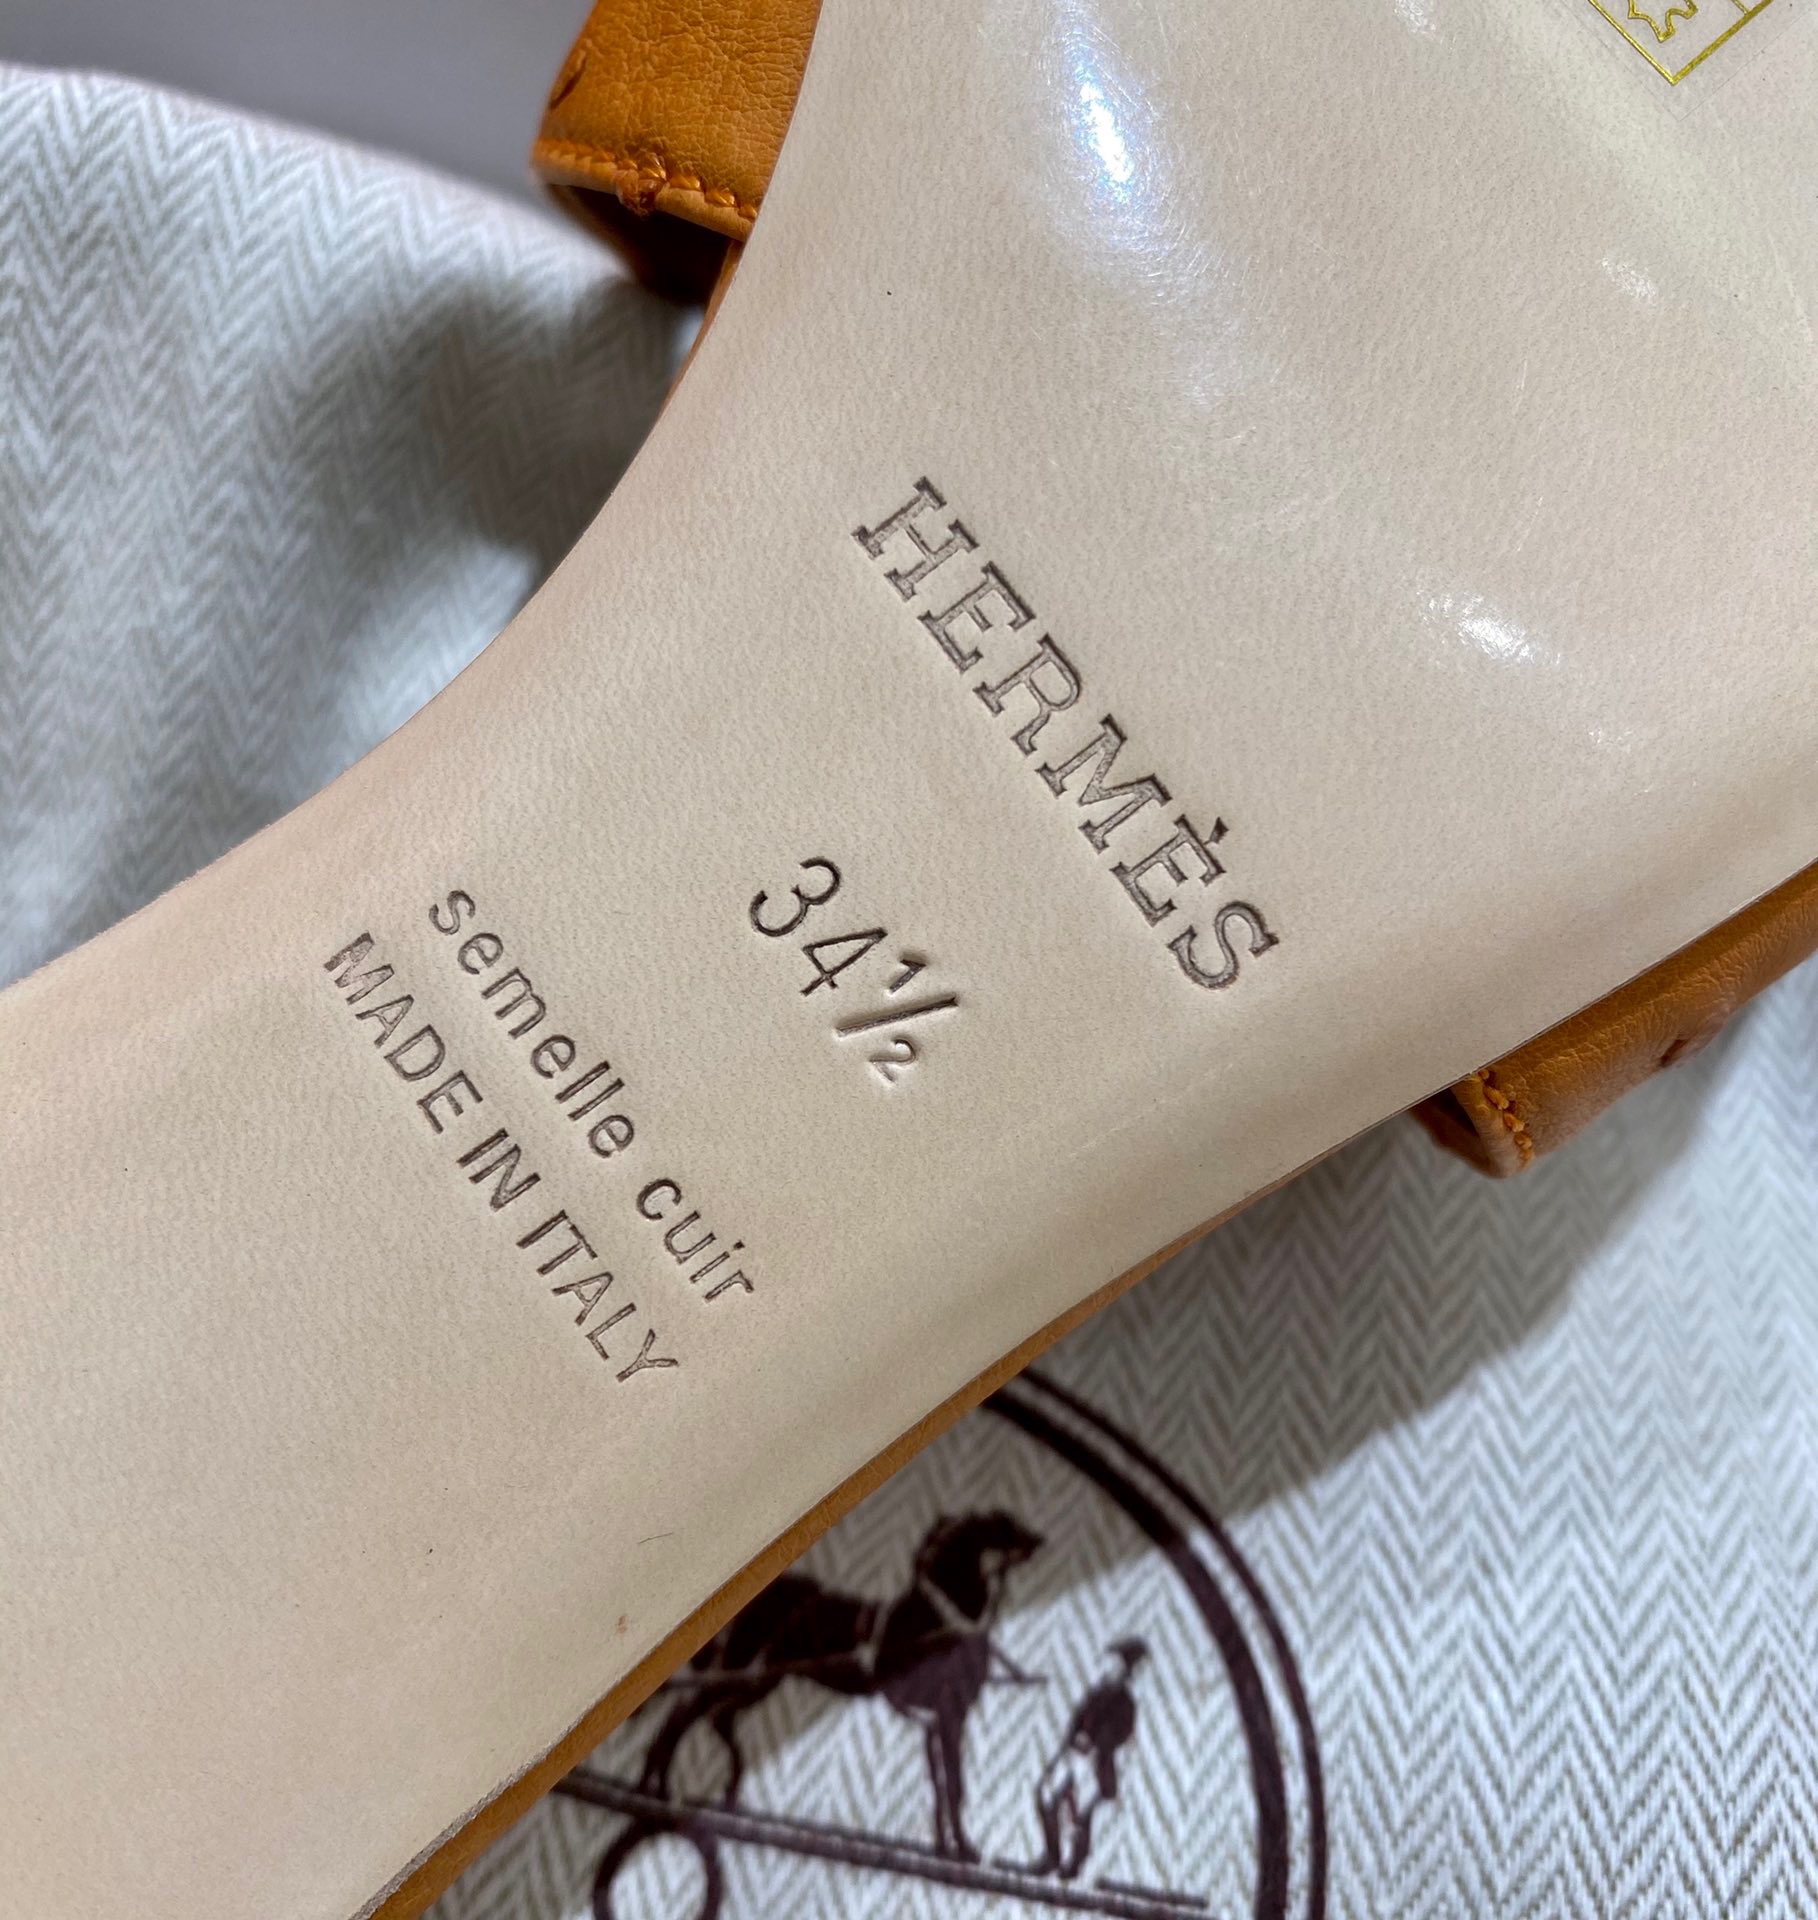 HERMÈS
34½
semelle cuir
MADE IN ITALY